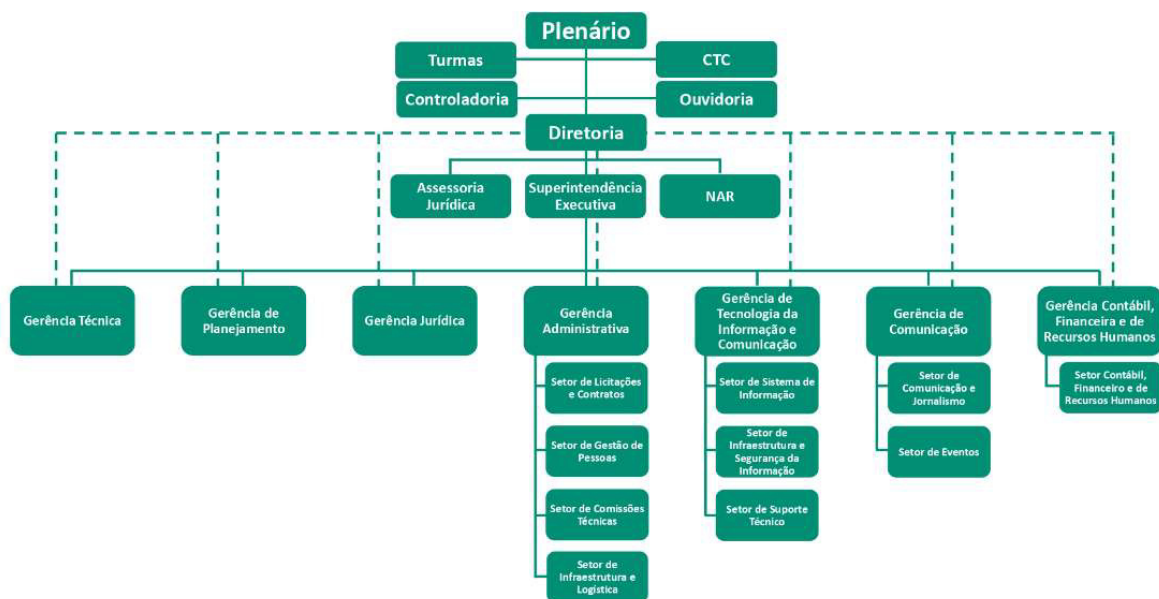 Plenário
Turmas
CTC
Controladoria
Ouvidoria
Diretoria
Assessoria
Jurídica
Superintendência
Executiva
NAR
Gerência Técnica
Gerência de
Planejamento
Gerência Jurídica
Gerência
Administrativa
Gerência de
Tecnologia da
Informação e
Comunicação
Gerência de
Comunicação
Gerência Contábil,
Financeira e de
Recursos Humanos
Setor de Licitações
e Contratos
Setor de Gestão de
Pessoas
Setor de Comissões
Técnicas
Setor de
Infraestrutura e
Logística
Setor de Sistema de
Informação
Setor de
Infraestrutura e
Segurança da
Informação
Setor de Suporte
Técnico
Setor de
Comunicação e
Jornalismo
Setor de Eventos
Setor Contábil,
Financeiro e de
Recursos Humanos